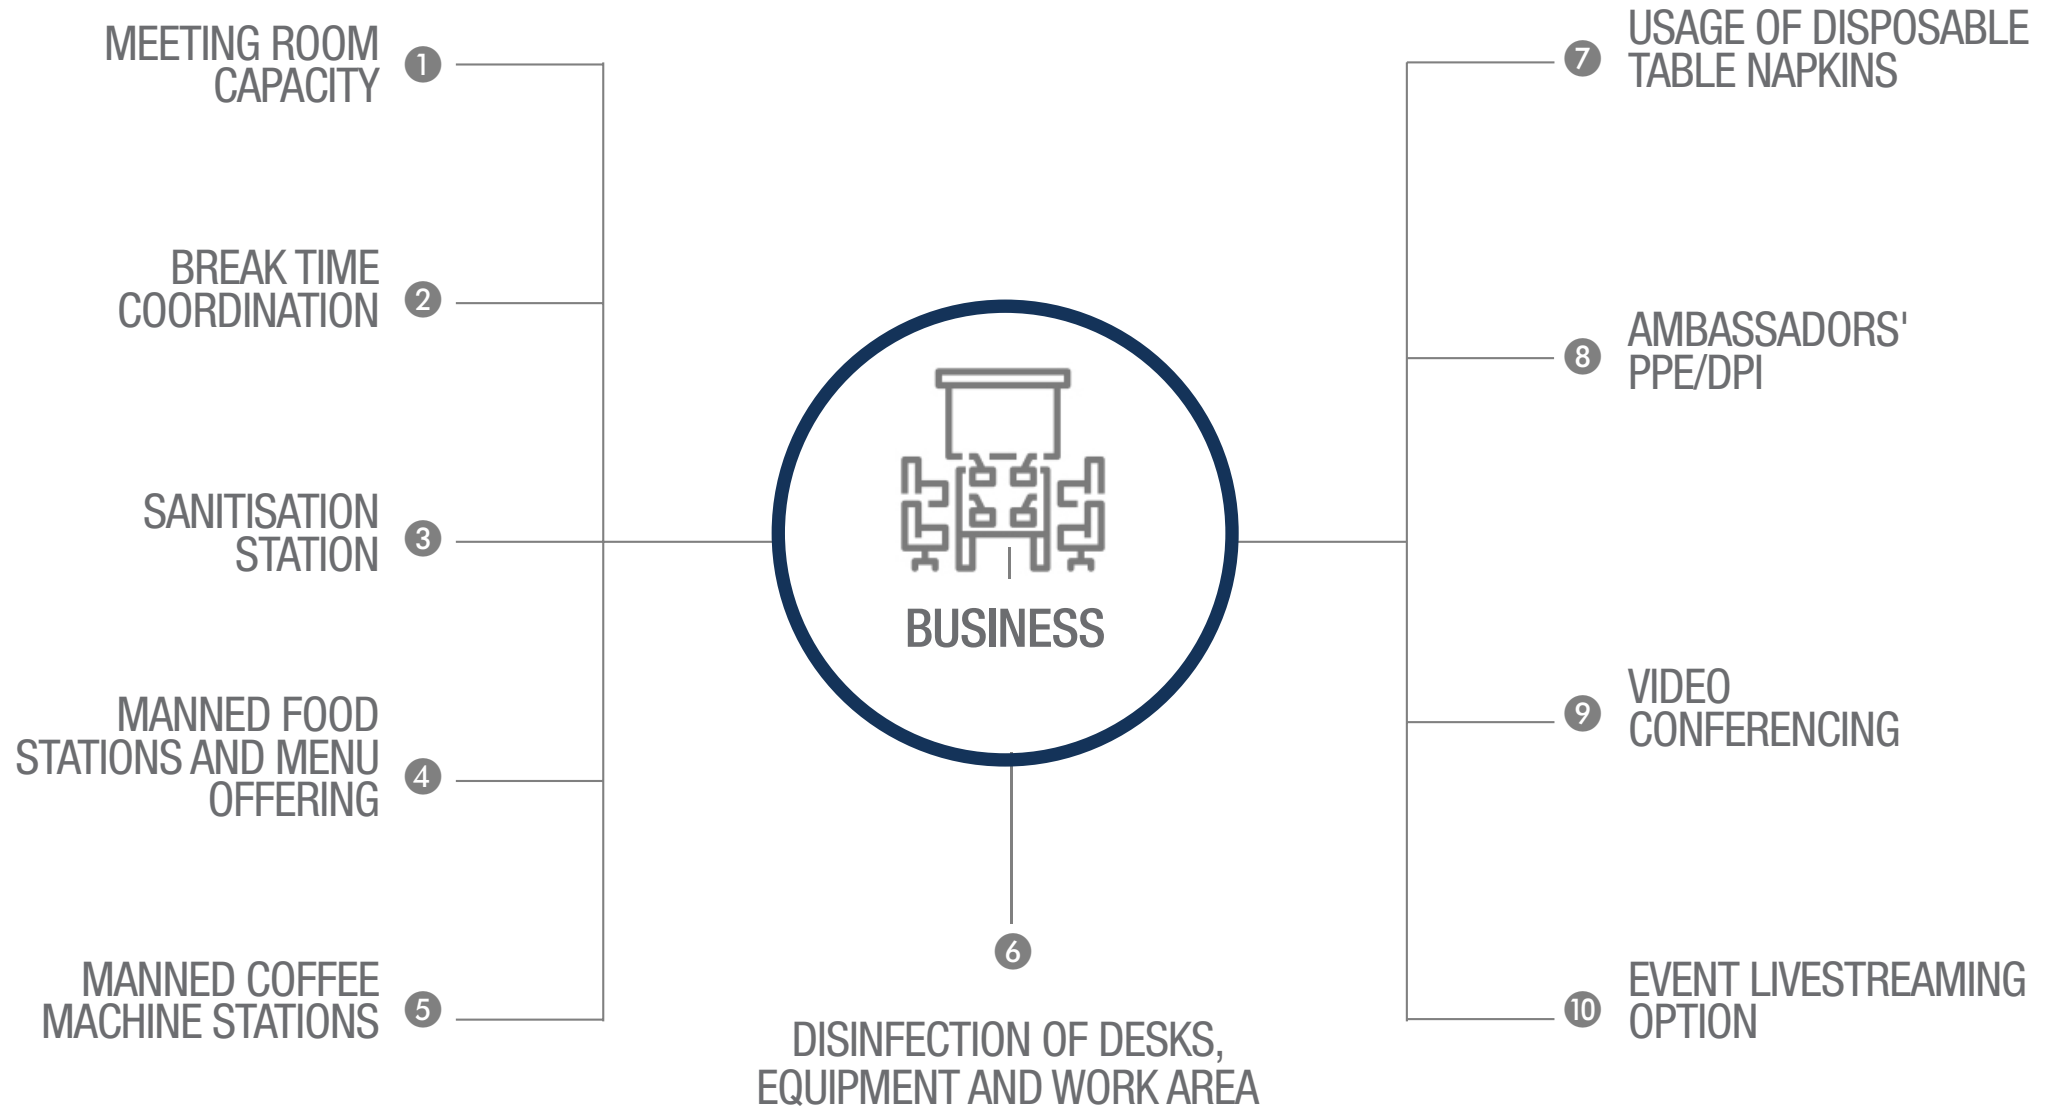 MEETING ROOM
CAPACITY
1
BREAK TIME
COORDINATION
2
SANITISATION
STATION
3
MANNED FOOD
STATIONS AND MENU
OFFERING
4
MANNED COFFEE
MACHINE STATIONS
5
BUSINESS
6
DISINFECTION OF DESKS,
EQUIPMENT AND WORK AREA
7
USAGE OF DISPOSABLE
TABLE NAPKINS
8
AMBASSADORS'
PPE/DPI
9
VIDEO
CONFERENCING
10
EVENT LIVESTREAMING
OPTION